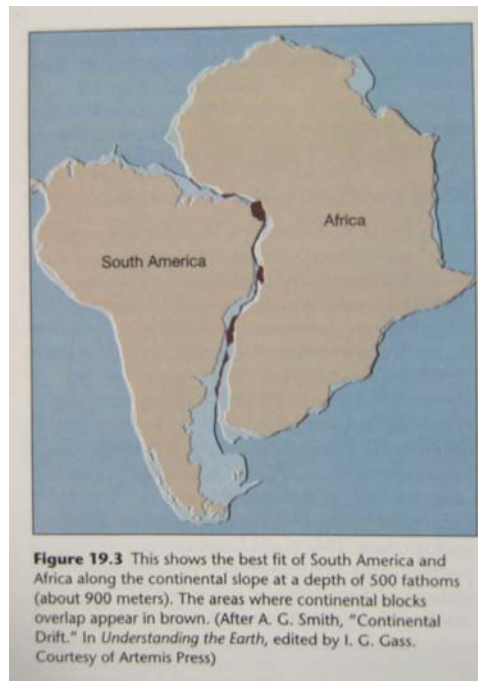 Africa
South America
Figure 19.3 This shows the best fit of South America and
Africa along the continental slope at a depth of 500 fathoms
(about 900 meters). The areas where continental blocks
overlap appear in brown. (After A. G. Smith, "Continental
Drift." In Understanding the Earth, edited by I. G. Gass.
Courtesy of Artemis Press)